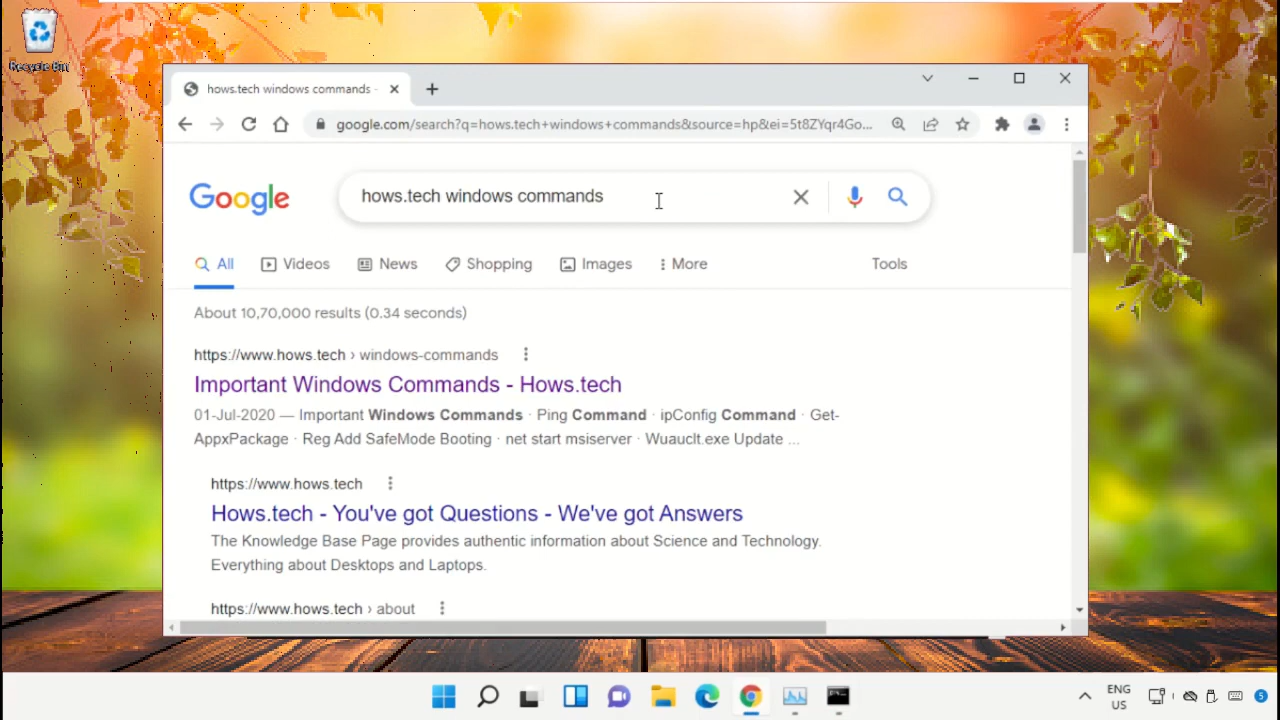 Recycle Bin
hows.tech windows commands -
google.com/search?q=hows.tech+windows+commands&source=hp&ei=5t8ZYqr4Go...
Google
hows.tech windows commands
All
Videos
News
Shopping
Images
More
Tools
About 10,70,000 results (0.34 seconds)
https://www.hows.tech › windows-commands
Important Windows Commands - Hows.tech
01-Jul-2020 — Important Windows Commands · Ping Command · ipConfig Command · Get-
AppxPackage · Reg Add SafeMode Booting · net start msiserver · Wuauclt.exe Update ...
https://www.hows.tech
Hows.tech - You've got Questions - We've got Answers
The Knowledge Base Page provides authentic information about Science and Technology.
Everything about Desktops and Laptops.
https://www.hows.tech › about
ENG
US
5